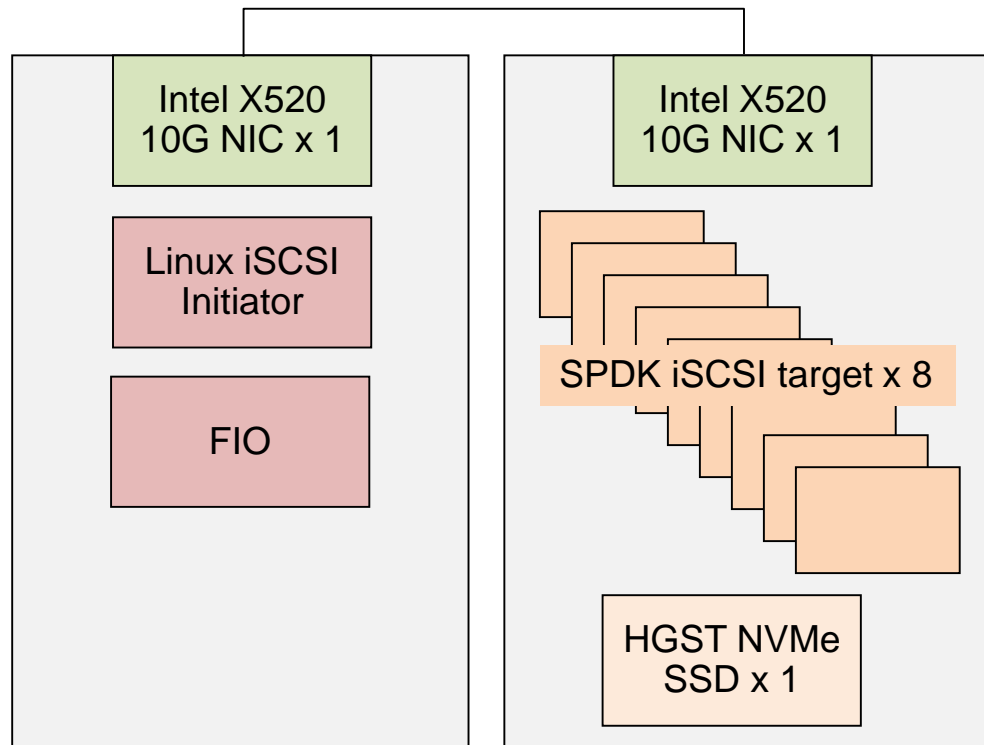 Intel X520
10G NIC x 1
Linux iSCSI
Initiator
FIO
Intel X520
10G NIC x 1
SPDK iSCSI target x 8
HGST NVMe
SSD x 1